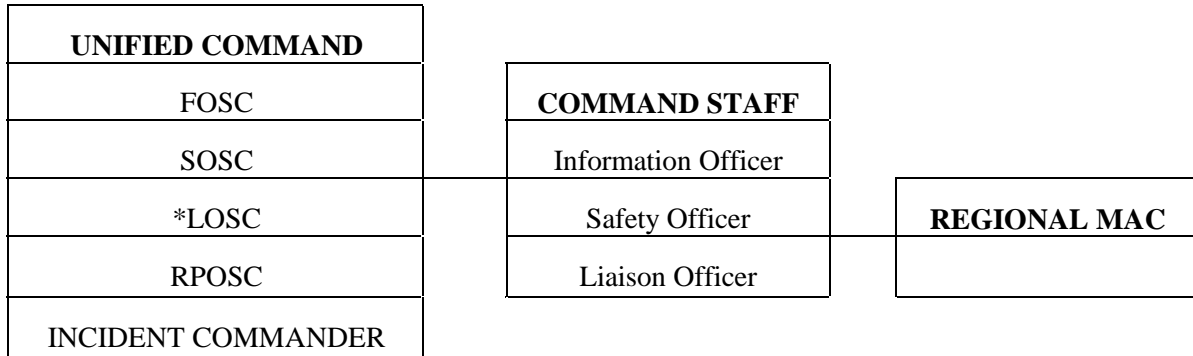 UNIFIED COMMAND
FOSC
SOSC
*LOSC
RPOSC
INCIDENT COMMANDER
COMMAND STAFF
Information Officer
Safety Officer
Liaison Officer
REGIONAL MAC